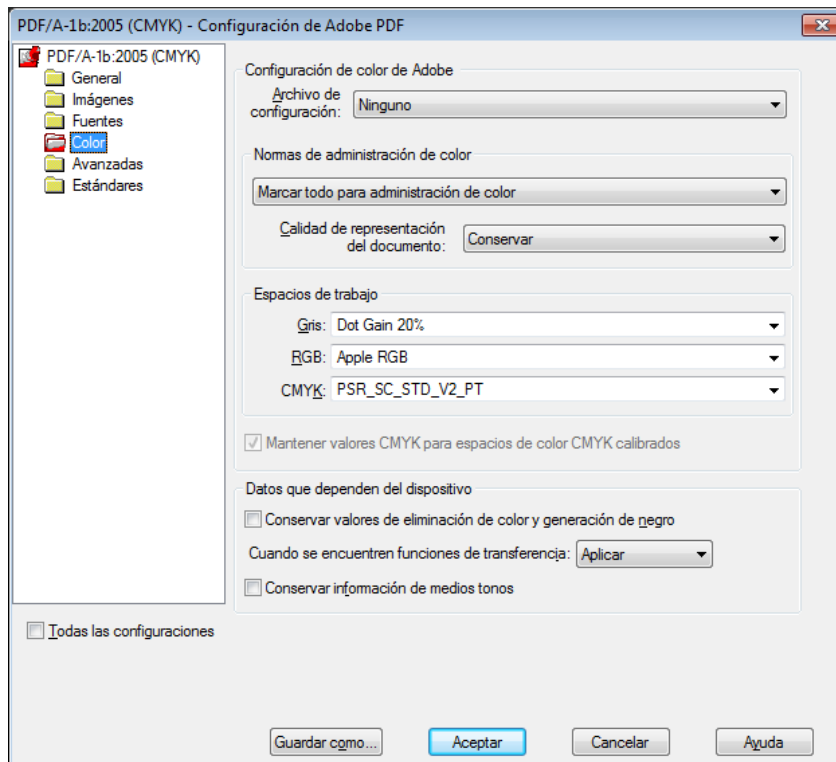 PDF/A-1b:2005 (CMYK) - Configuración de Adobe PDF
PDF/A-1b:2005 (CMYK)
General
Imágenes
Fuentes
Color
Avanzadas
Estándares
Configuración de color de Adobe
Archivo de
configuración: Ninguno
Normas de administración de color
Marcar todo para administración de color
Calidad de representación
del documento: Conservar
Espacios de trabajo
Gris: Dot Gain 20%
RGB: Apple RGB
CMYK: PSR_SC_STD_V2_PT
Mantener valores CMYK para espacios de color CMYK calibrados
Datos que dependen del dispositivo
Conservar valores de eliminación de color y generación de negro
Cuando se encuentren funciones de transferencia: Aplicar
Conservar información de medios tonos
Todas las configuraciones
Guardar como... Aceptar Cancelar Ayuda